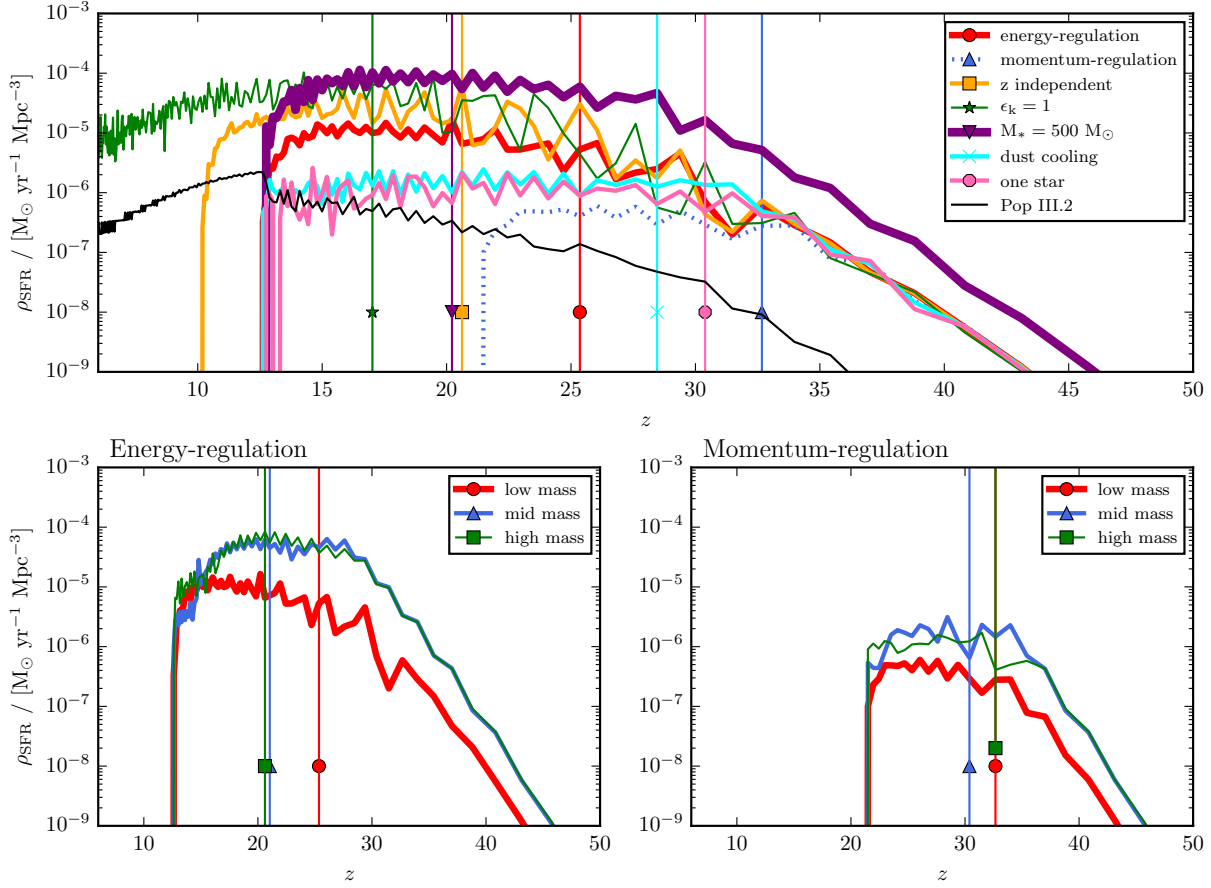 10⁻³
10⁻⁴
10⁻⁵
10⁻⁶
10⁻⁷
10⁻⁸
10⁻⁹
ρSFR / [M⊙ yr⁻¹ Mpc⁻³]
energy-regulation
momentum-regulation
z independent
ϵₖ = 1
M∗ = 500 M⊙
dust cooling
one star
Pop III.2
10 15 20 25 30 35 40 45 50
z
Energy-regulation
10⁻³
10⁻⁴
10⁻⁵
10⁻⁶
10⁻⁷
10⁻⁸
10⁻⁹
ρSFR / [M⊙ yr⁻¹ Mpc⁻³]
low mass
mid mass
high mass
10 20 30 40 50
z
Momentum-regulation
10⁻³
10⁻⁴
10⁻⁵
10⁻⁶
10⁻⁷
10⁻⁸
10⁻⁹
low mass
mid mass
high mass
10 20 30 40 50
z